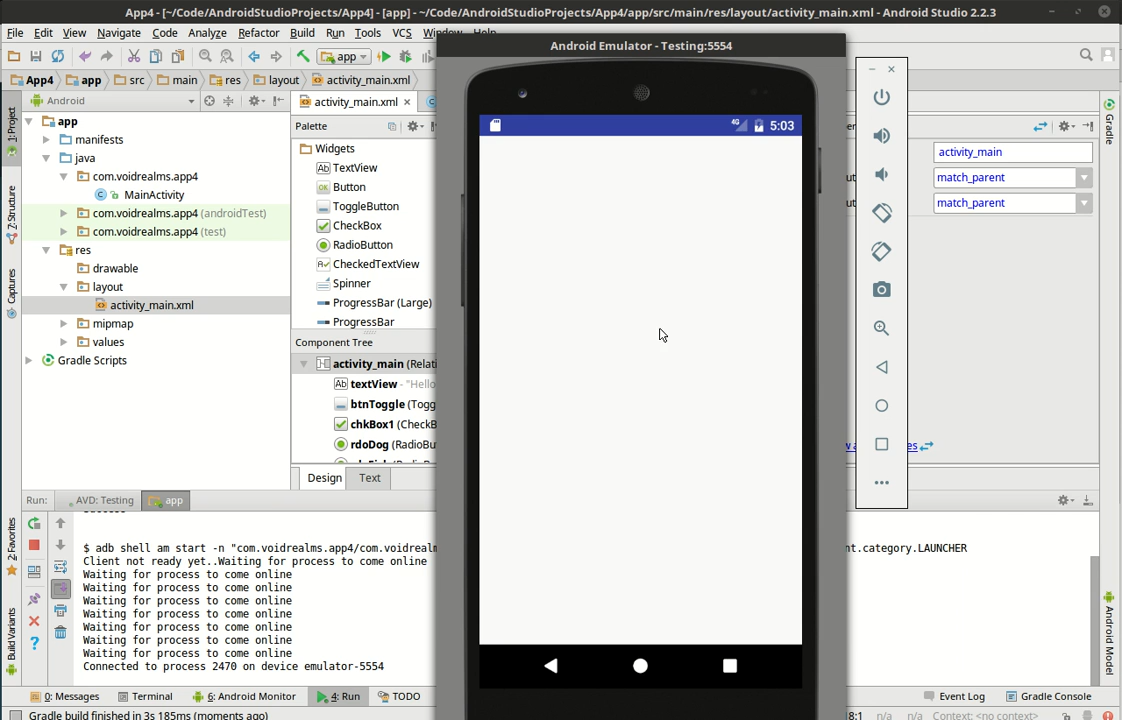 App4 - [~/Code/AndroidStudioProjects/App4] - [app] - ~/Code/AndroidStudioProjects/App4/app/src/main/res/layout/activity_main.xml - Android Studio 2.2.3
File Edit View Navigate Code Analyze Refactor Build Run Tools VCS Window Help
app
App4 app src main res layout activity_main.xml
Android
activity_main.xml
1: Project
7: Structure
Captures
2: Favorites
Build Variants
app
manifests
java
com.voidrealms.app4
MainActivity
com.voidrealms.app4 (androidTest)
com.voidrealms.app4 (test)
res
drawable
layout
activity_main.xml
mipmap
values
Gradle Scripts
Palette
Widgets
TextView
Button
ToggleButton
CheckBox
RadioButton
CheckedTextView
Spinner
ProgressBar (Large)
ProgressBar
Component Tree
activity_main (Relati
textView - "Hello
btnToggle (Togg
chkBox1 (CheckB
rdoDog (RadioBu
Design Text
Android Emulator - Testing:5554
4G 5:03
activity_main
match_parent
match_parent
Gradle
Android Model
Run: AVD: Testing app
$ adb shell am start -n "com.voidrealms.app4/com.voidrealm
nt.category.LAUNCHER
Client not ready yet..Waiting for process to come online
Waiting for process to come online
Waiting for process to come online
Waiting for process to come online
Waiting for process to come online
Waiting for process to come online
Waiting for process to come online
Waiting for process to come online
Connected to process 2470 on device emulator-5554
0: Messages Terminal 6: Android Monitor 4: Run TODO Event Log Gradle Console
Gradle build finished in 3s 185ms (moments ago) 8:1 n/a n/a Context: <no context>